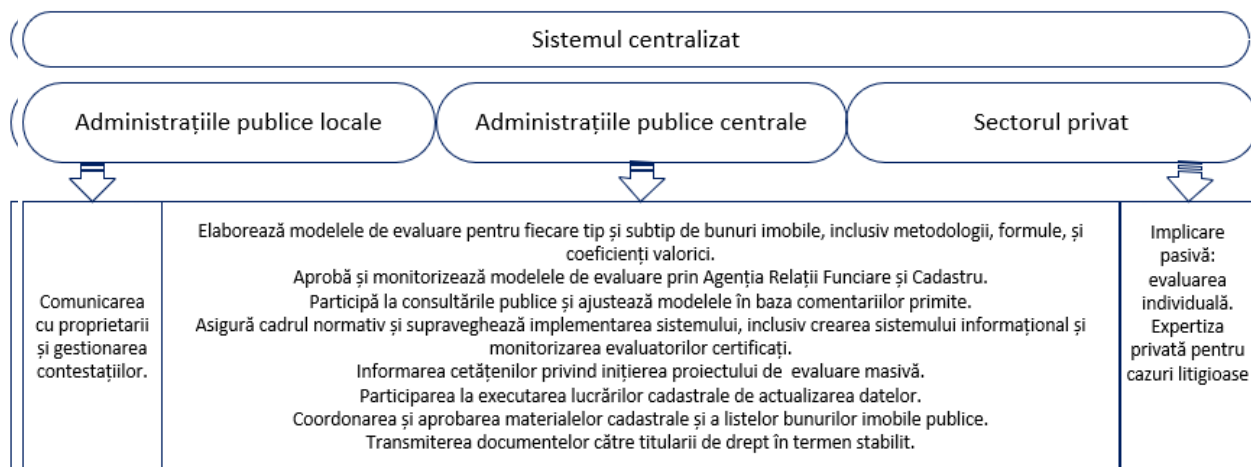 Sistemul centralizat
Administrațiile publice locale
Administrațiile publice centrale
Sectorul privat
Comunicarea
cu proprietarii
și gestionarea
contestațiilor.
Elaborează modelele de evaluare pentru fiecare tip și subtip de bunuri imobile, inclusiv metodologii, formule, și
coeficienți valorici.
Aprobă și monitorizează modelele de evaluare prin Agenția Relații Funciare și Cadastru.
Participă la consultările publice și ajustează modelele în baza comentariilor primite.
Asigură cadrul normativ și supraveghează implementarea sistemului, inclusiv crearea sistemului informațional și
monitorizarea evaluatorilor certificați.
Informarea cetățenilor privind inițierea proiectului de evaluare masivă.
Participarea la executarea lucrărilor cadastrale de actualizarea datelor.
Coordonarea și aprobarea materialelor cadastrale și a listelor bunurilor imobile publice.
Transmiterea documentelor către titularii de drept în termen stabilit.
Implicare
pasivă:
evaluarea
individuală.
Expertiza
privată pentru
cazuri litigioase